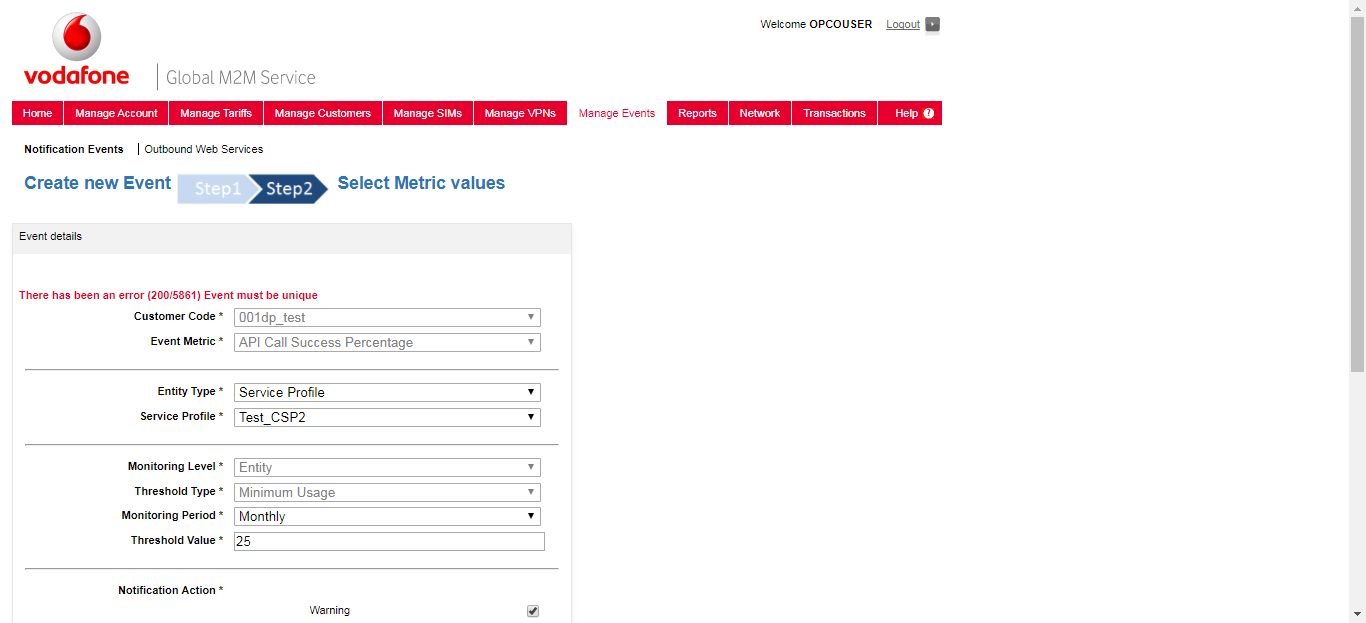 Welcome OPCOUSER Logout
vodafone Global M2M Service
Home Manage Account Manage Tariffs Manage Customers Manage SIMs Manage VPNs Manage Events Reports Network Transactions Help ?
Notification Events Outbound Web Services
Create new Event Step1 Step2 Select Metric values
Event details
There has been an error (200/5861) Event must be unique
Customer Code * 001dp_test
Event Metric * API Call Success Percentage
Entity Type * Service Profile
Service Profile * Test_CSP2
Monitoring Level * Entity
Threshold Type * Minimum Usage
Monitoring Period * Monthly
Threshold Value * 25
Notification Action *
Warning